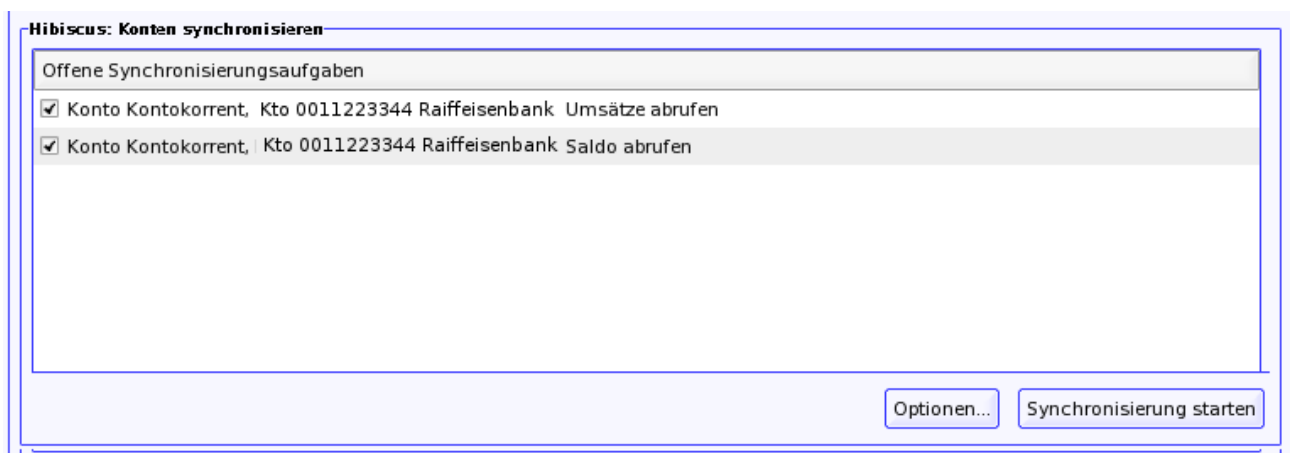 Hibiscus: Konten synchronisieren
Offene Synchronisierungsaufgaben
Konto Kontokorrent, Kto 0011223344 Raiffeisenbank Umsätze abrufen
Konto Kontokorrent, Kto 0011223344 Raiffeisenbank Saldo abrufen
Optionen... Synchronisierung starten